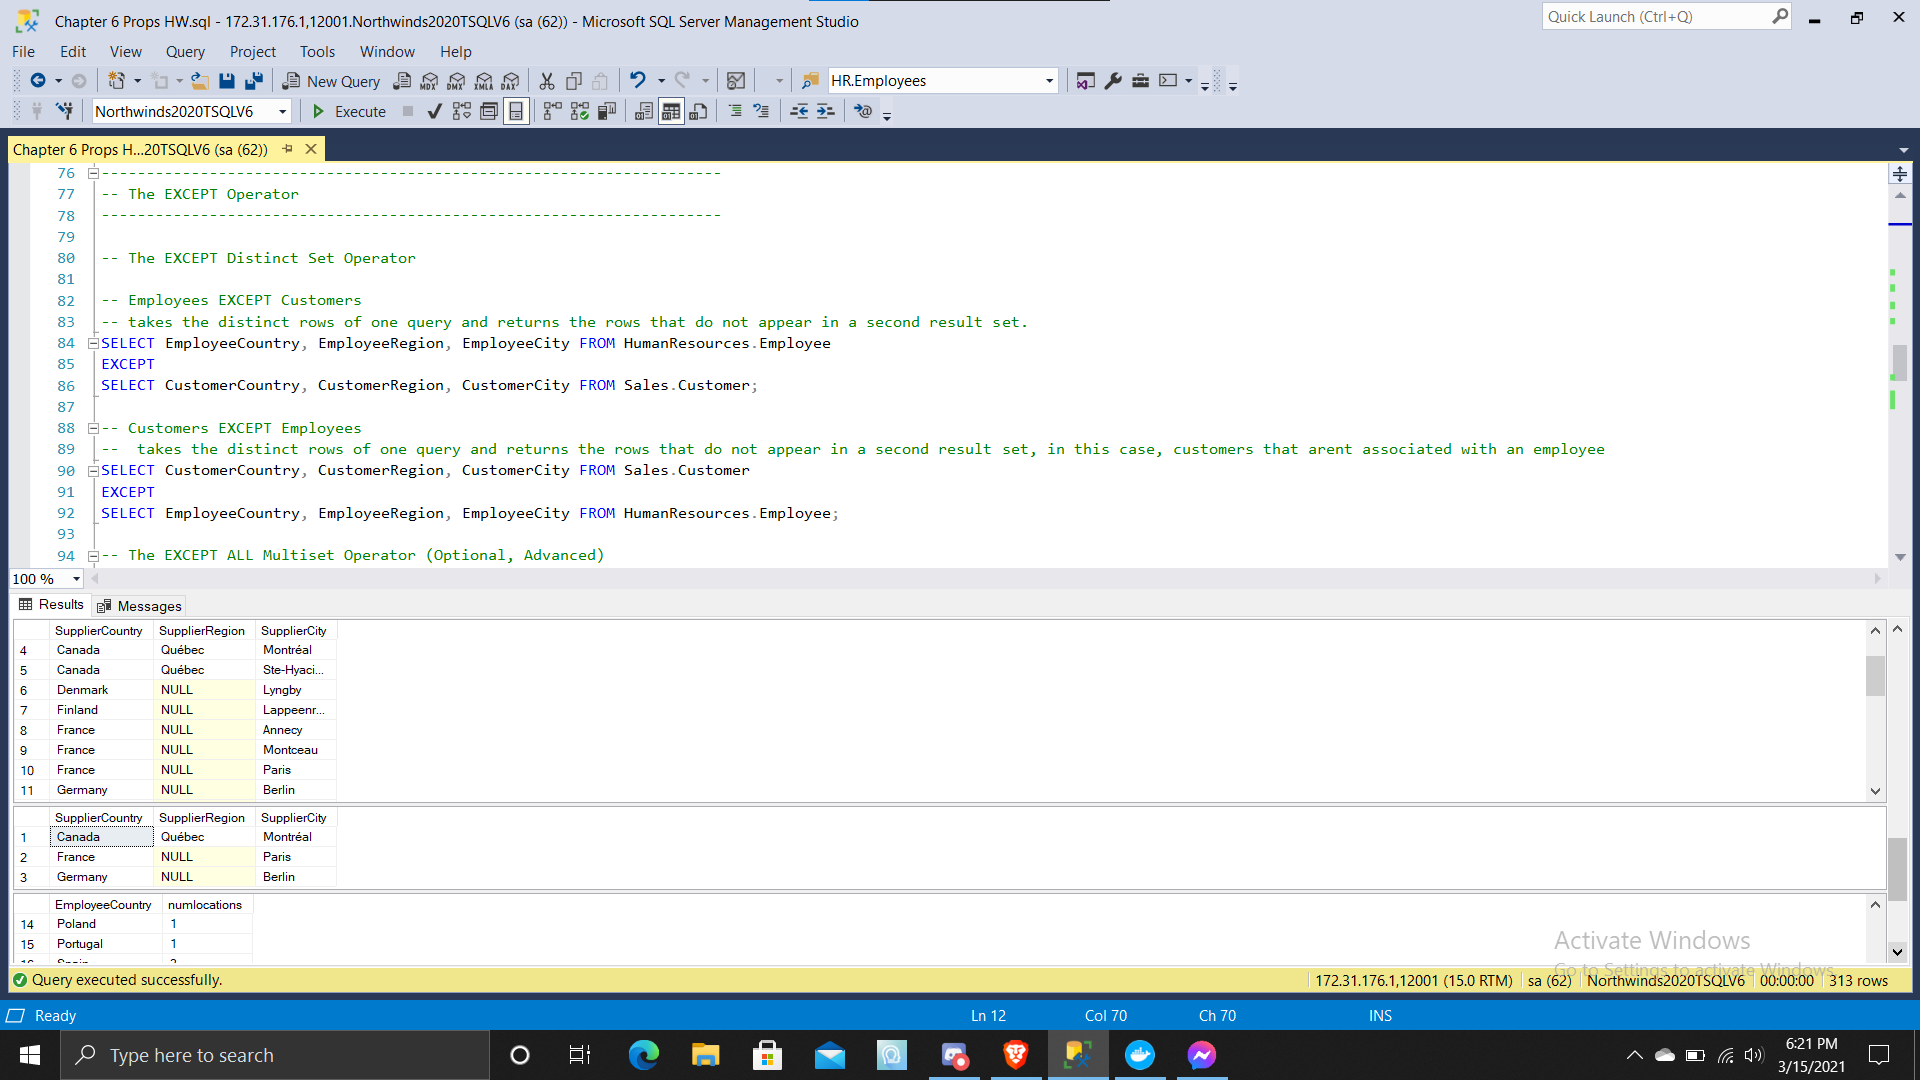 Chapter 6 Props HW.sql - 172.31.176.1,12001.Northwinds2020TSQLV6 (sa (62)) - Microsoft SQL Server Management Studio
Quick Launch (Ctrl+Q)
File Edit View Query Project Tools Window Help
New Query MDX DMX XMLA DAX HR.Employees
Northwinds2020TSQLV6 Execute
Chapter 6 Props H...20TSQLV6 (sa (62))
76 ---------------------------------------------------------------------
77 -- The EXCEPT Operator
78 ---------------------------------------------------------------------
79
80 -- The EXCEPT Distinct Set Operator
81
82 -- Employees EXCEPT Customers
83 -- takes the distinct rows of one query and returns the rows that do not appear in a second result set.
84 SELECT EmployeeCountry, EmployeeRegion, EmployeeCity FROM HumanResources.Employee
85 EXCEPT
86 SELECT CustomerCountry, CustomerRegion, CustomerCity FROM Sales.Customer;
87
88 -- Customers EXCEPT Employees
89 --  takes the distinct rows of one query and returns the rows that do not appear in a second result set, in this case, customers that arent associated with an employee
90 SELECT CustomerCountry, CustomerRegion, CustomerCity FROM Sales.Customer
91 EXCEPT
92 SELECT EmployeeCountry, EmployeeRegion, EmployeeCity FROM HumanResources.Employee;
93
94 -- The EXCEPT ALL Multiset Operator (Optional, Advanced)
100 %
Results Messages
SupplierCountry SupplierRegion SupplierCity
4 Canada Québec Montréal
5 Canada Québec Ste-Hyaci...
6 Denmark NULL Lyngby
7 Finland NULL Lappeenr...
8 France NULL Annecy
9 France NULL Montceau
10 France NULL Paris
11 Germany NULL Berlin
SupplierCountry SupplierRegion SupplierCity
1 Canada Québec Montréal
2 France NULL Paris
3 Germany NULL Berlin
EmployeeCountry numlocations
14 Poland 1
15 Portugal 1
Activate Windows
Go to Settings to activate Windows.
Query executed successfully. 172.31.176.1,12001 (15.0 RTM) sa (62) Northwinds2020TSQLV6 00:00:00 313 rows
Ready Ln 12 Col 70 Ch 70 INS
Type here to search
6:21 PM
3/15/2021